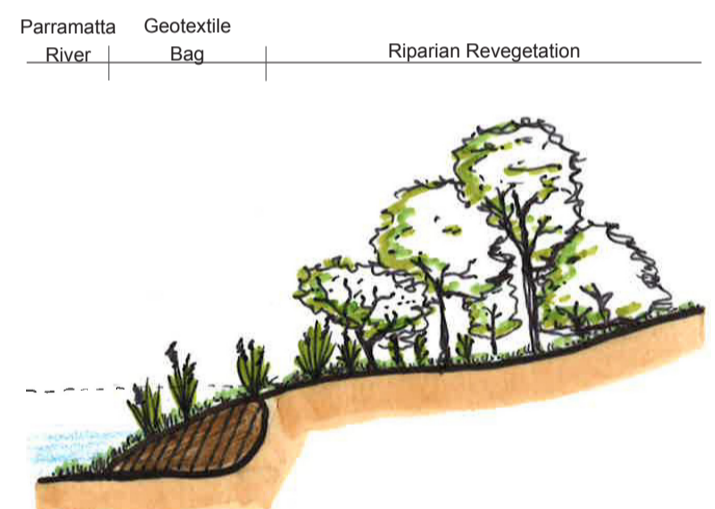 Parramatta
River
Geotextile
Bag
Riparian Revegetation